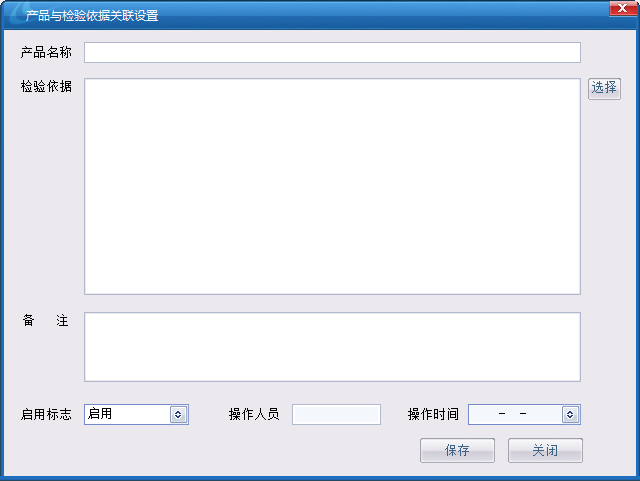 产品与检验依据关联设置
产品名称
检验依据 选择
备 注
启用标志 启用 操作人员 操作时间 - -
保存 关闭